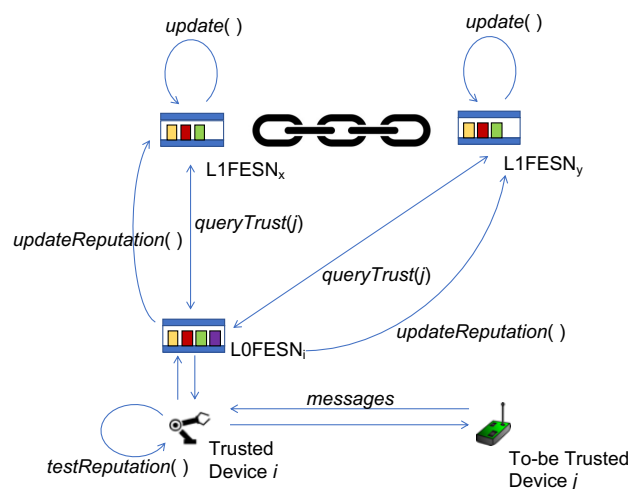 update( )
update( )
L1FESNx
L1FESNy
queryTrust(j)
updateReputation( )
queryTrust(j)
updateReputation( )
L0FESNi
messages
Trusted
Device i
testReputation( )
To-be Trusted
Device j